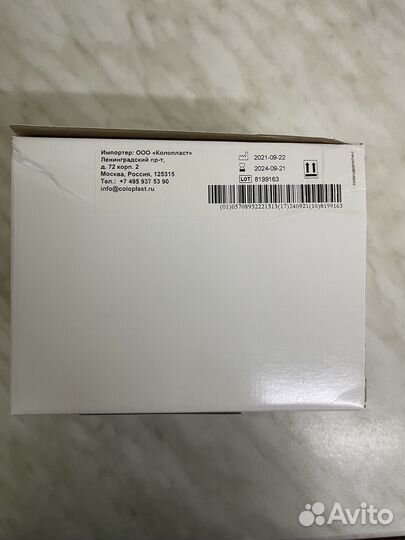 Импортер: ООО «Колопласт»
Ленинградский пр-т,
д. 72 корп. 2
Москва, Россия, 125315
Тел.: +7 495 937 53 90
info@coloplast.ru
2021-09-22
2024-09-21
LOT 8199163
(01)05708932221313(17)240921(10)8199163
Avito